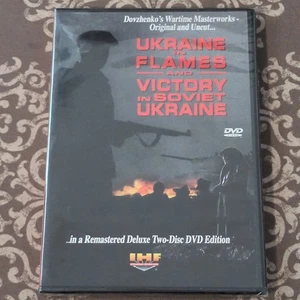 Dovzhenko's Wartime Masterworks -
Original and Uncut...
UKRAINE
IN
FLAMES
AND
VICTORY
IN SOVIET
UKRAINE
DVD
..in a Remastered Deluxe Two-Disc DVD Edition
IHF